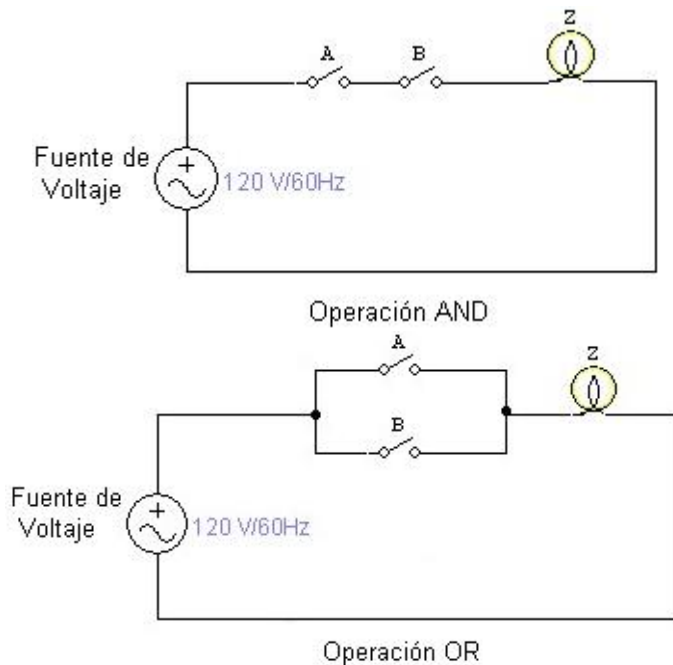 Z
A B
Fuente de
Voltaje
+
120 V/60Hz
Operación AND
A
Z
B
Fuente de
Voltaje
+
120 V/60Hz
Operación OR